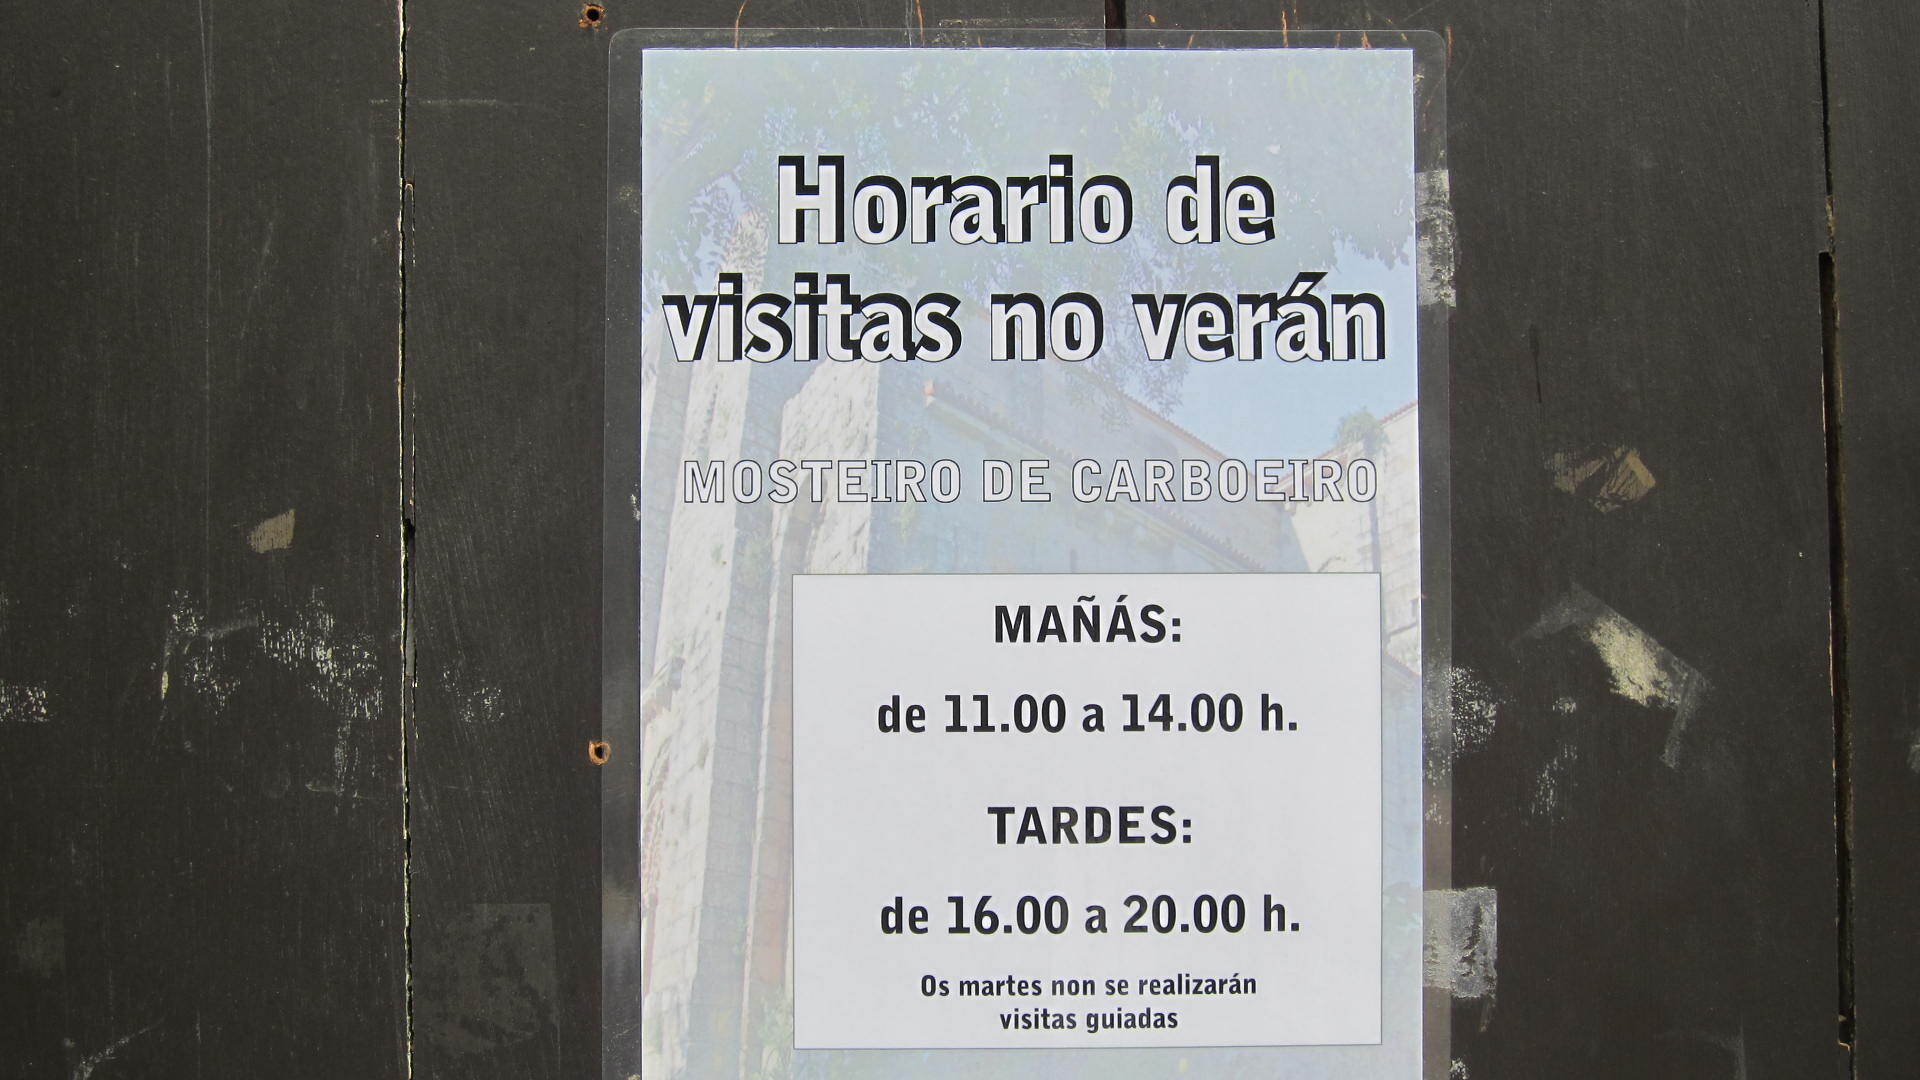 Horario de
visitas no verán
MOSTEIRO DE CARBOEIRO
MAÑÁS:
de 11.00 a 14.00 h.
TARDES:
de 16.00 a 20.00 h.
Os martes non se realizarán
visitas guiadas